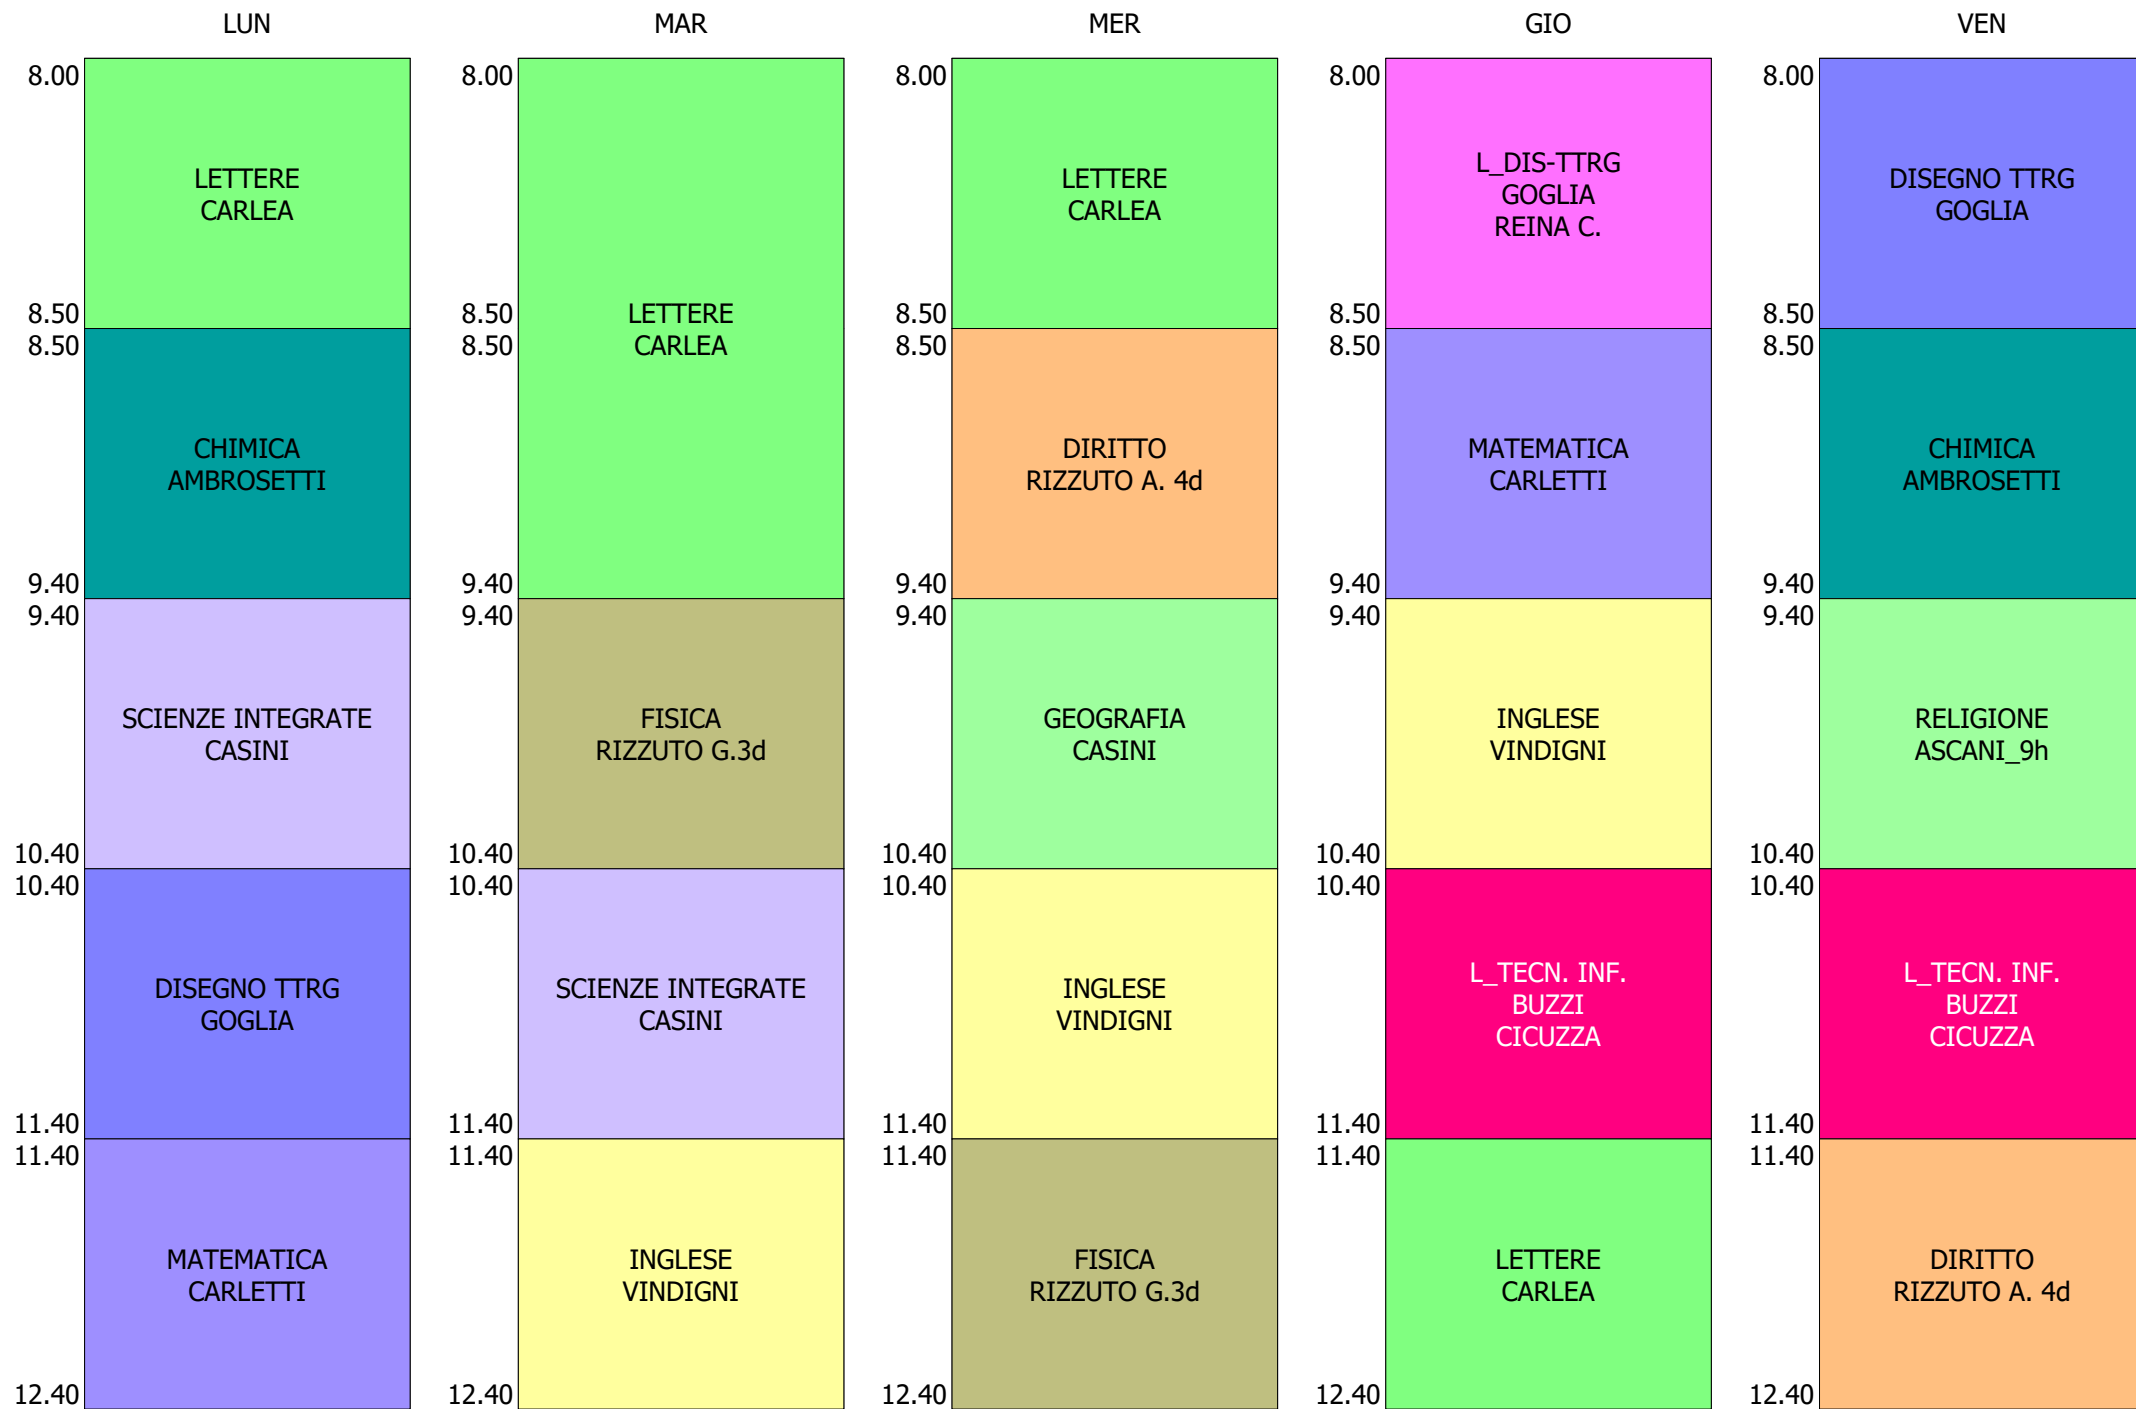 LUN
8.00
LETTERE
CARLEA
8.50
8.50
CHIMICA
AMBROSETTI
9.40
9.40
SCIENZE INTEGRATE
CASINI
10.40
10.40
DISEGNO TTRG
GOGLIA
11.40
11.40
MATEMATICA
CARLETTI
12.40
MAR
8.00
LETTERE
CARLEA
8.50
8.50
9.40
9.40
FISICA
RIZZUTO G.3d
10.40
10.40
SCIENZE INTEGRATE
CASINI
11.40
11.40
INGLESE
VINDIGNI
12.40
MER
8.00
LETTERE
CARLEA
8.50
8.50
DIRITTO
RIZZUTO A. 4d
9.40
9.40
GEOGRAFIA
CASINI
10.40
10.40
INGLESE
VINDIGNI
11.40
11.40
FISICA
RIZZUTO G.3d
12.40
GIO
8.00
L_DIS-TTRG
GOGLIA
REINA C.
8.50
8.50
MATEMATICA
CARLETTI
9.40
9.40
INGLESE
VINDIGNI
10.40
10.40
L_TECN. INF.
BUZZI
CICUZZA
11.40
11.40
LETTERE
CARLEA
12.40
VEN
8.00
DISEGNO TTRG
GOGLIA
8.50
8.50
CHIMICA
AMBROSETTI
9.40
9.40
RELIGIONE
ASCANI_9h
10.40
10.40
L_TECN. INF.
BUZZI
CICUZZA
11.40
11.40
DIRITTO
RIZZUTO A. 4d
12.40